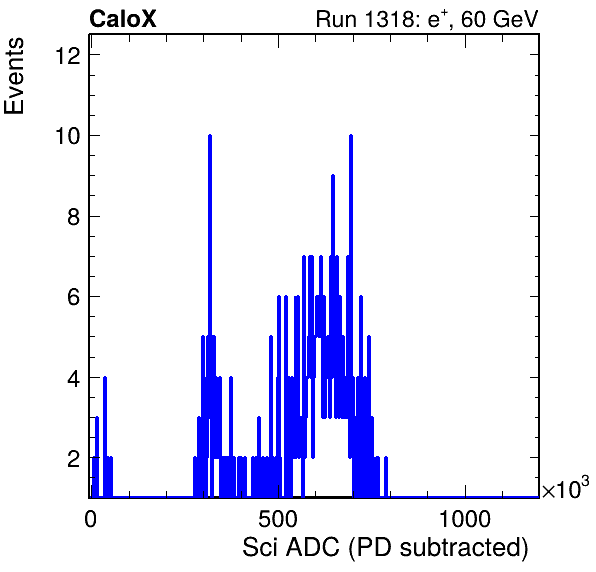 CaloX Run 1318: e⁺, 60 GeV
Events
12
10
8
6
4
2
0 500 1000 ×10³
Sci ADC (PD subtracted)